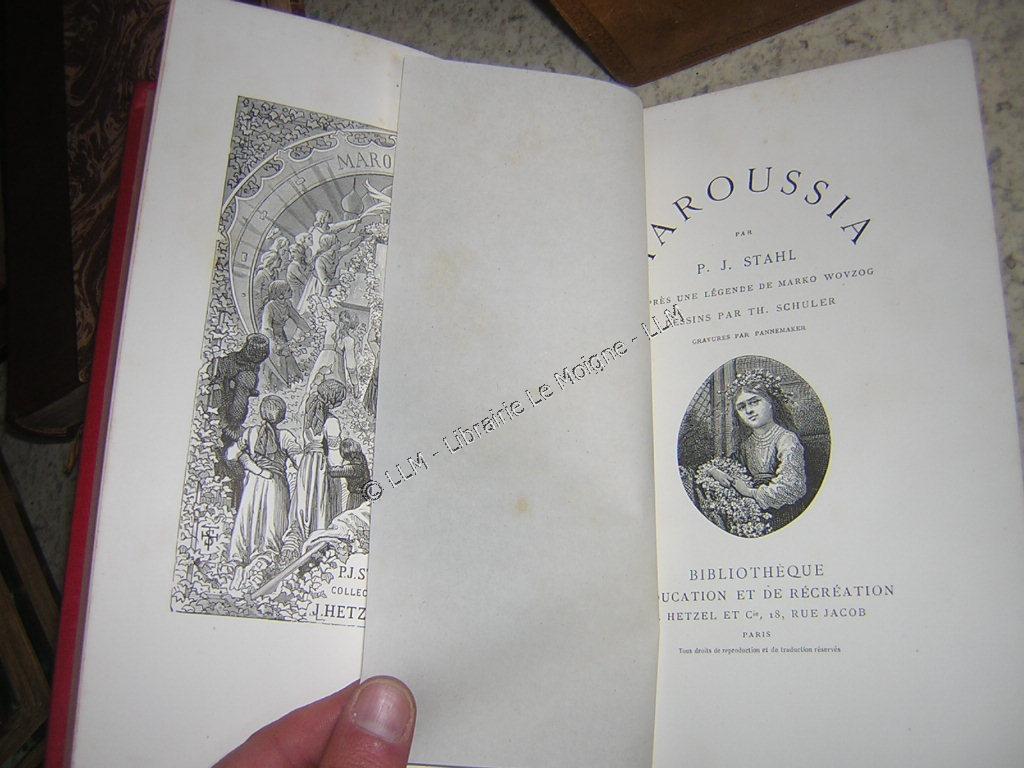 MARO
P.J.S
COLLEC
J.HETZ
AROUSSIA
PAR
P. J. STAHL
PRÈS UNE LÉGENDE DE MARKO WOVZOG
ESSINS PAR TH. SCHULER
GRAVURES PAR PANNEMAKER
BIBLIOTHÈQUE
UCATION ET DE RÉCRÉATION
HETZEL ET Cie, 18, RUE JACOB
PARIS
Tous droits de reproduction et de traduction réservés
© LLM - Librairie Le Moigne - LLM